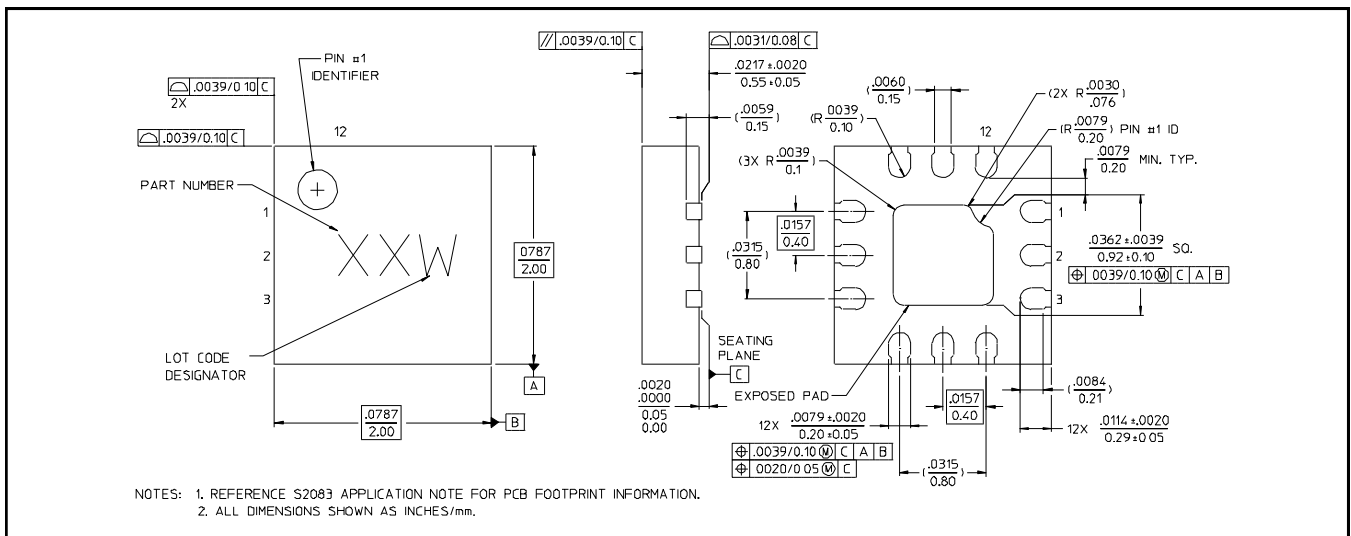 // .0039/0.10 C
.0031/0.08 C
PIN #1
IDENTIFIER
.0039/0 10 C
2X
.0039/0.10 C
12
PART NUMBER
1
2
3
XXW
LOT CODE
DESIGNATOR
.0787
2.00
A
.0787
2.00
B
.0217±.0020
0.55±0.05
(.0059
0.15)
(.0315
0.80)
.0157
0.40
SEATING
PLANE
C
.0020
.0000
0.05
0.00
(.0060
0.15)
(R 0039
0.10)
(3X R .0039
0.1)
(2X R .0030
.076)
(R .0079
0.20) PIN #1 ID
12
.0079
0.20 MIN. TYP.
1
2
3
.0362±.0039
0.92±0.10 SQ.
⌖ 0039/0.10 Ⓜ C A B
EXPOSED PAD
12X .0079±.0020
0.20±0.05
⌖ .0039/0.10 Ⓜ C A B
⌖ 0020/0 05 Ⓜ C
.0157
0.40
(.0315
0.80)
(.0084
0.21)
12X .0114±.0020
0.29±0 05
NOTES: 1. REFERENCE S2083 APPLICATION NOTE FOR PCB FOOTPRINT INFORMATION.
2. ALL DIMENSIONS SHOWN AS INCHES/mm.